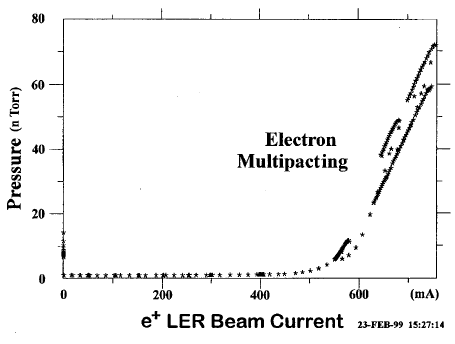 80
60
40
20
0
Pressure (n Torr)
Electron
Multipacting
0
200
400
600
(mA)
e+ LER Beam Current
23-FEB-99 15:27:14